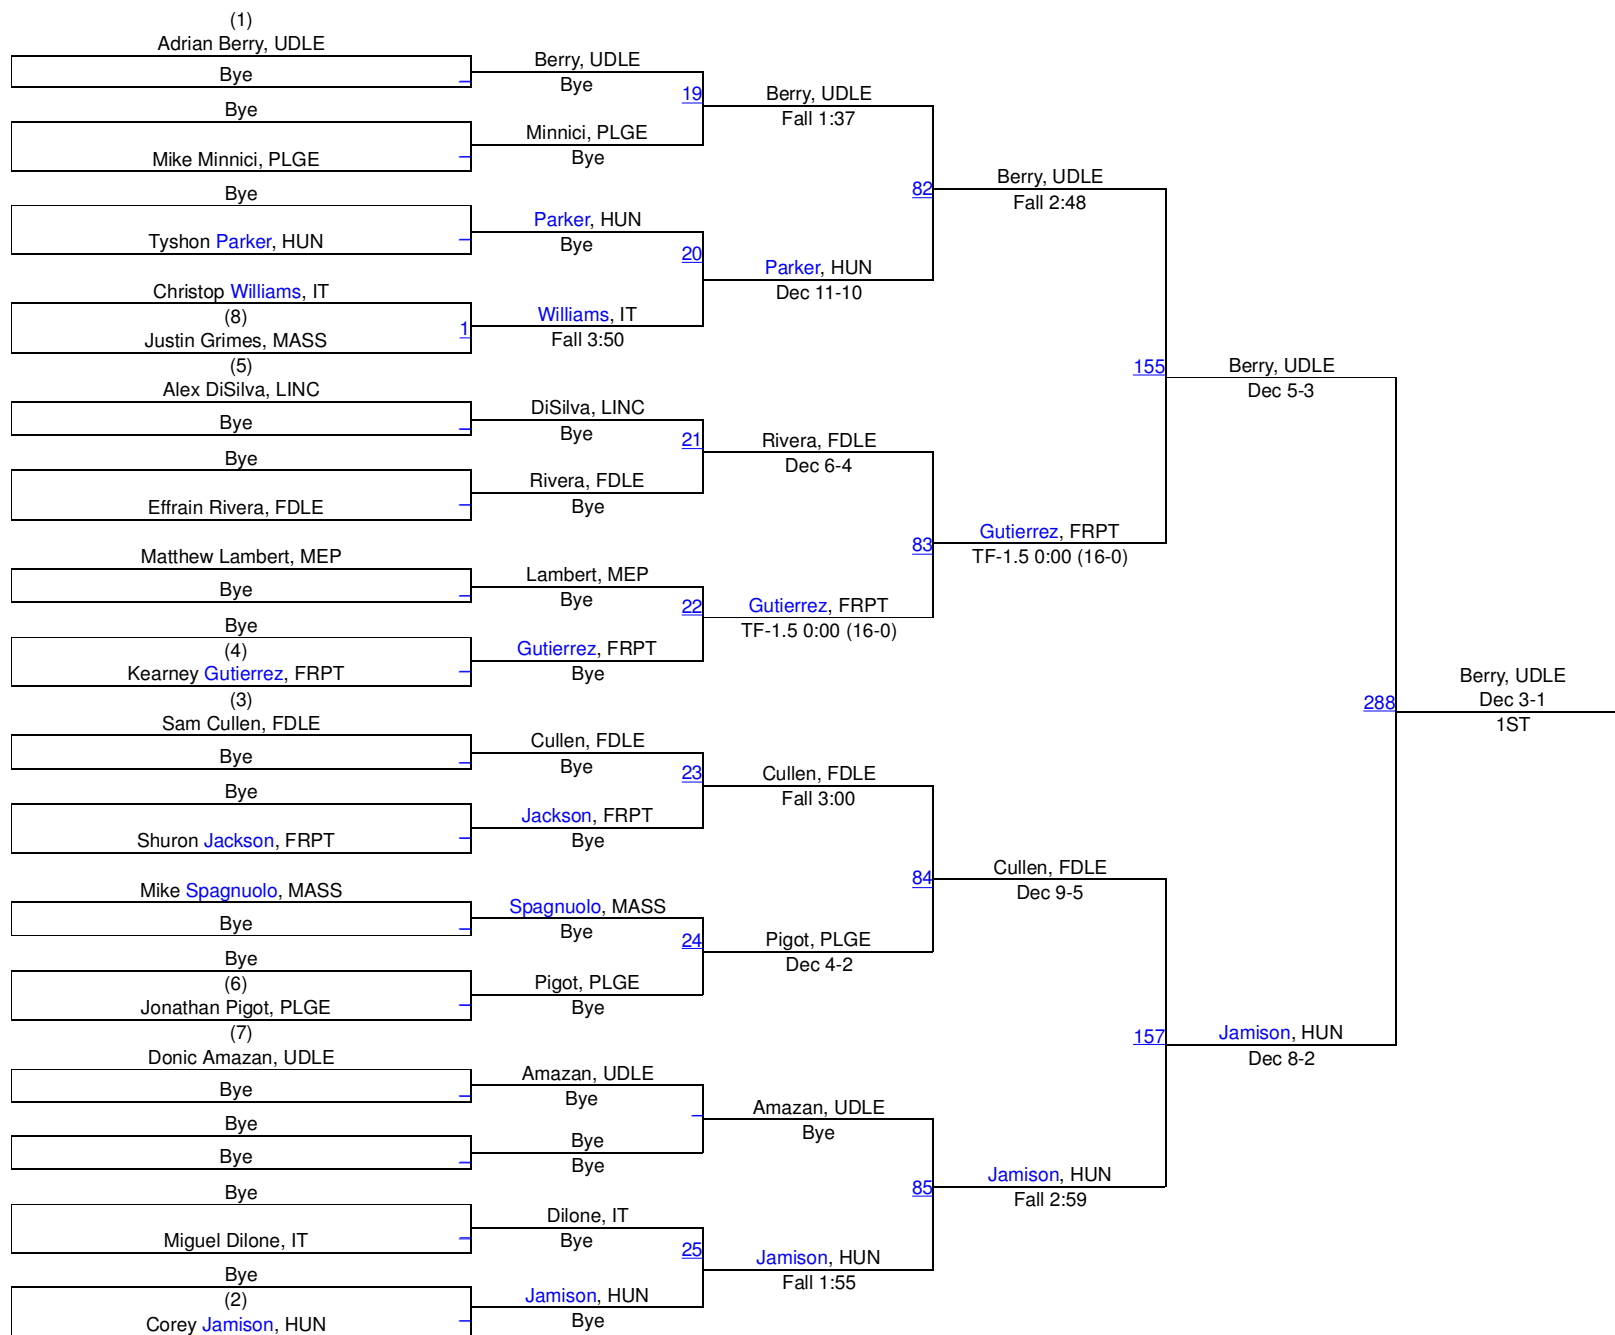 (1)
Adrian Berry, UDLE
Bye
Bye
Mike Minnici, PLGE
Bye
Tyshon Parker, HUN
Christop Williams, IT
(8)
1
Justin Grimes, MASS
(5)
Alex DiSilva, LINC
Bye
Bye
Effrain Rivera, FDLE
Matthew Lambert, MEP
Bye
Bye
(4)
Kearney Gutierrez, FRPT
(3)
Sam Cullen, FDLE
Bye
Bye
Shuron Jackson, FRPT
Mike Spagnuolo, MASS
Bye
Bye
(6)
Jonathan Pigot, PLGE
(7)
Donic Amazan, UDLE
Bye
Bye
Bye
Bye
Miguel Dilone, IT
Bye
(2)
Corey Jamison, HUN
Berry, UDLE
Bye
19
Minnici, PLGE
Bye
Parker, HUN
Bye
20
Williams, IT
Fall 3:50
DiSilva, LINC
Bye
21
Rivera, FDLE
Bye
Lambert, MEP
Bye
22
Gutierrez, FRPT
Bye
Cullen, FDLE
Bye
23
Jackson, FRPT
Bye
Spagnuolo, MASS
Bye
24
Pigot, PLGE
Bye
Amazan, UDLE
Bye
Bye
Bye
Dilone, IT
Bye
25
Jamison, HUN
Bye
Berry, UDLE
Fall 1:37
82
Parker, HUN
Dec 11-10
Rivera, FDLE
Dec 6-4
83
Gutierrez, FRPT
TF-1.5 0:00 (16-0)
Cullen, FDLE
Fall 3:00
84
Pigot, PLGE
Dec 4-2
Amazan, UDLE
Bye
85
Jamison, HUN
Fall 1:55
Berry, UDLE
Fall 2:48
155
Gutierrez, FRPT
TF-1.5 0:00 (16-0)
Cullen, FDLE
Dec 9-5
157
Jamison, HUN
Fall 2:59
Berry, UDLE
Dec 5-3
288
Jamison, HUN
Dec 8-2
Berry, UDLE
Dec 3-1
1ST